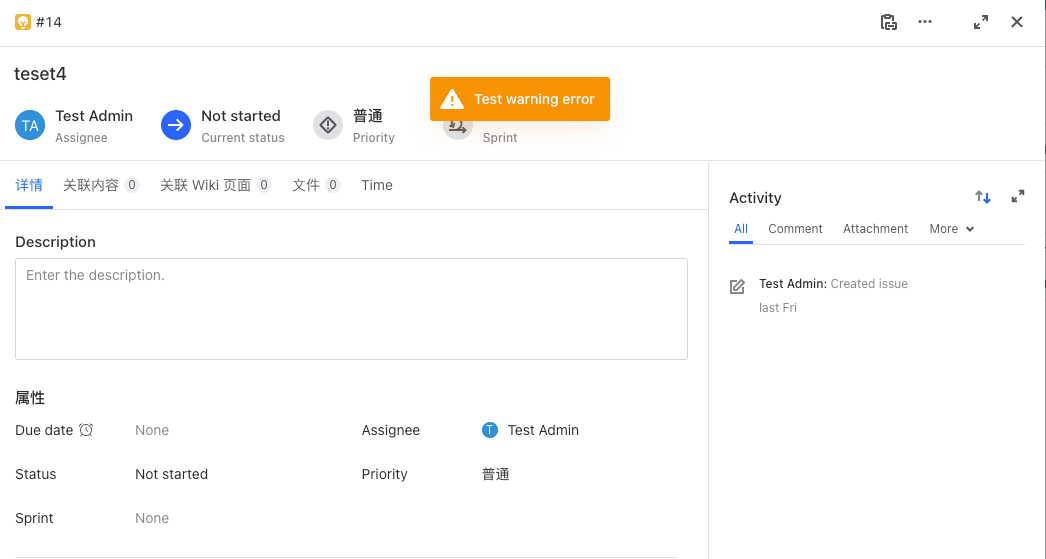 #14
teset4
Test warning error
TA
Test Admin
Assignee
Not started
Current status
普通
Priority
Sprint
详情
关联内容 0
关联 Wiki 页面 0
文件 0
Time
Description
Enter the description.
属性
Due date
None
Assignee
T
Test Admin
Status
Not started
Priority
普通
Sprint
None
Activity
All
Comment
Attachment
More
Test Admin: Created issue
last Fri